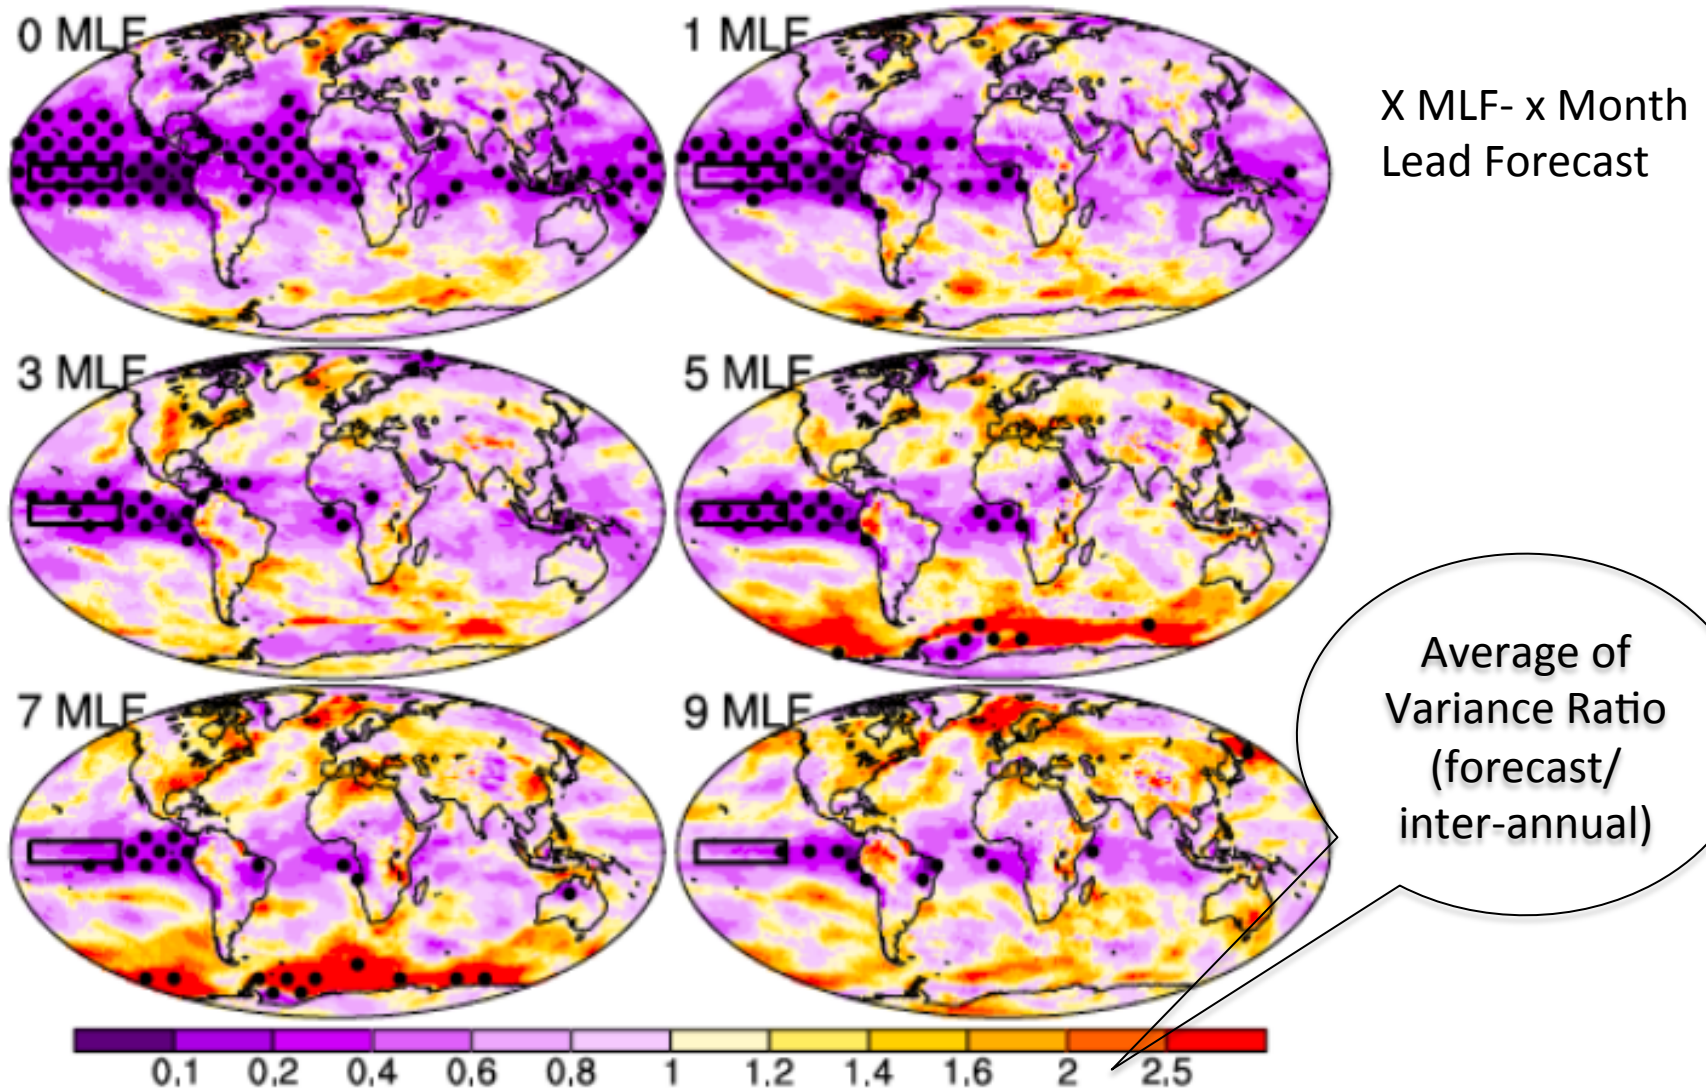 0 MLF
1 MLF
X MLF- x Month
Lead Forecast
3 MLF
5 MLF
Average of
Variance Ratio
(forecast/
inter-annual)
7 MLF
9 MLF
0.1 0.2 0.4 0.6 0.8 1 1.2 1.4 1.6 2 2.5